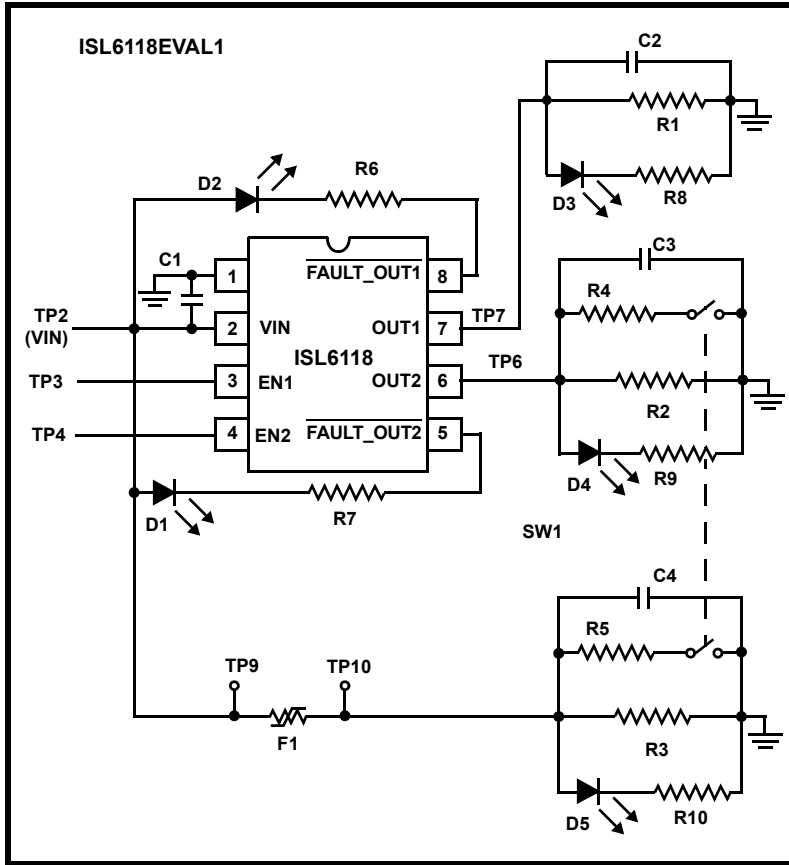 ISL6118EVAL1
C2
R1
D3
R8
D2
R6
C1
1
FAULT_OUT1
8
TP2
(VIN)
2
VIN
OUT1
7
TP7
ISL6118
TP3
3
EN1
OUT2
6
TP6
TP4
4
EN2
FAULT_OUT2
5
D1
R7
C3
R4
R2
D4
R9
SW1
C4
R5
TP9
TP10
F1
R3
D5
R10